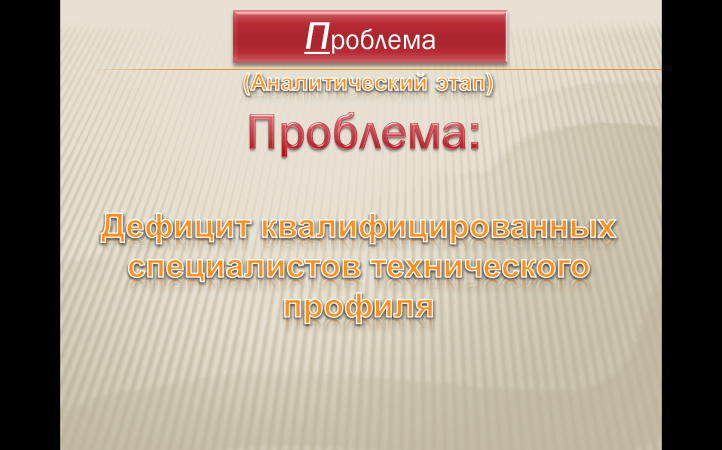 Проблема
(Аналитический этап)
Проблема:
Дефицит квалифицированных
специалистов технического
профиля